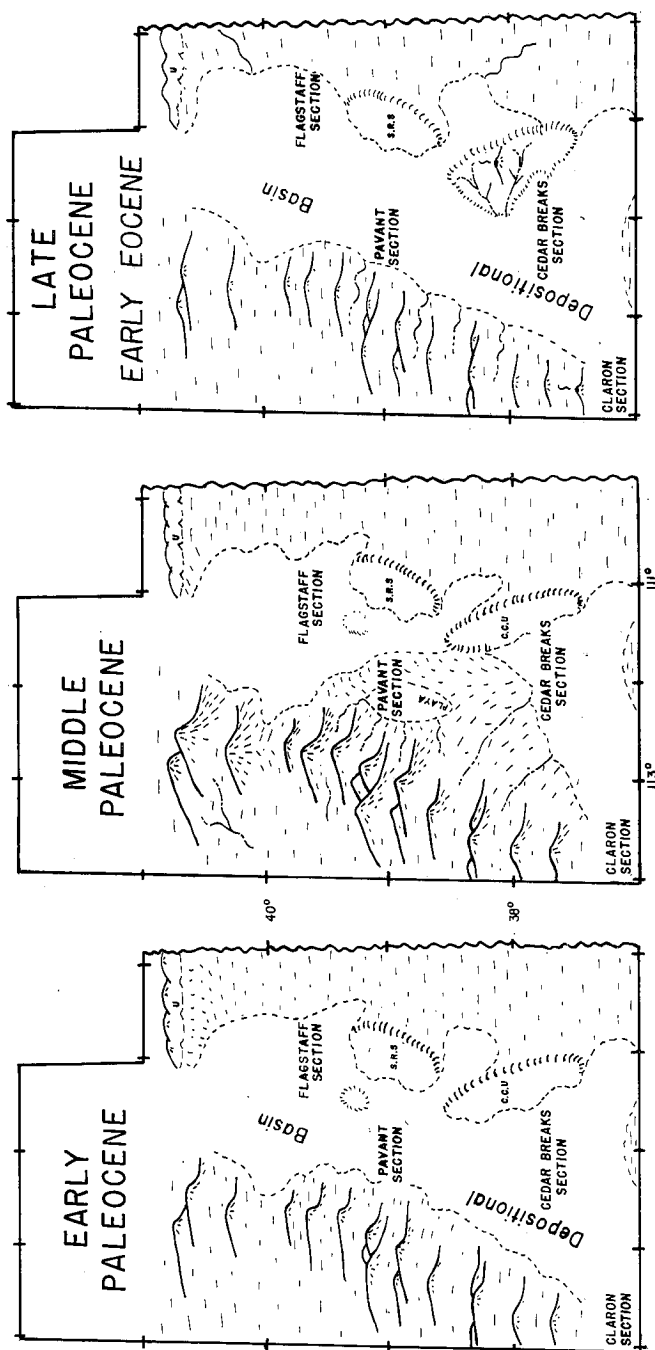 LATE
PALEOCENE
EARLY EOCENE
U
FLAGSTAFF
SECTION
S.R.S
Basin
PAVANT
SECTION
CEDAR BREAKS
SECTION
Depositional
CLARON
SECTION
MIDDLE
PALEOCENE
U
FLAGSTAFF
SECTION
S.R.S
C.C.U
111°
PAVANT
SECTION
PLAYA
CEDAR BREAKS
SECTION
113°
CLARON
SECTION
40°
38°
EARLY
PALEOCENE
U
FLAGSTAFF
SECTION
S.R.S
C.C.U
Basin
PAVANT
SECTION
CEDAR BREAKS
SECTION
Depositional
CLARON
SECTION